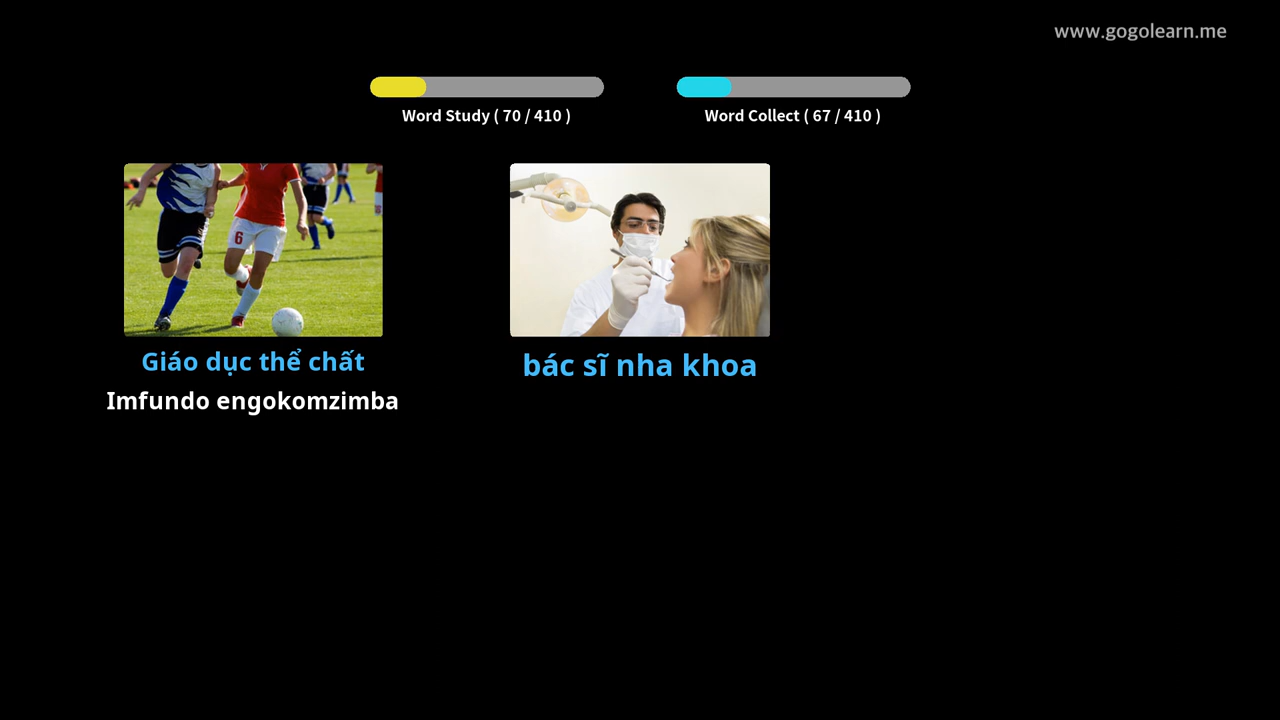 www.gogolearn.me
Word Study ( 70 / 410 )
Word Collect ( 67 / 410 )
6
Giáo dục thể chất
Imfundo engokomzimba
bác sĩ nha khoa